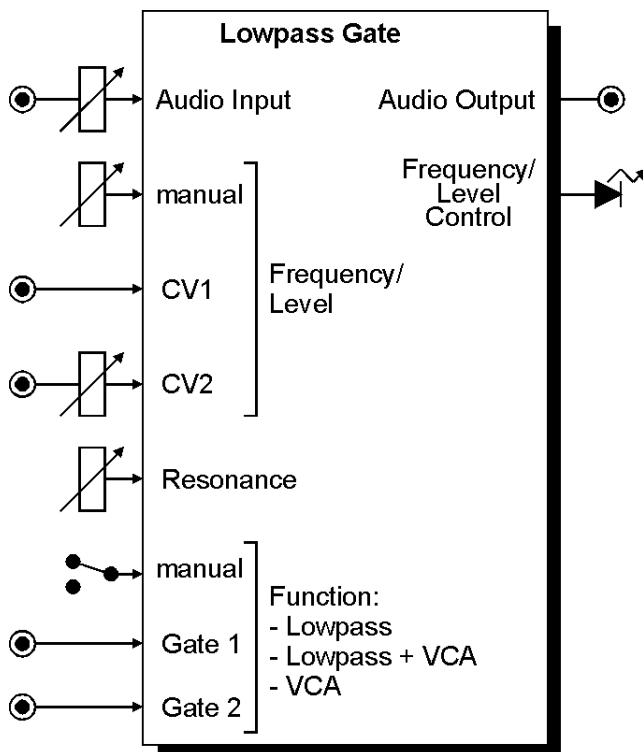 Lowpass Gate
Audio Input
Audio Output
manual
Frequency/
Level
Control
CV1
Frequency/
Level
CV2
Resonance
manual
Function:
- Lowpass
Gate 1
- Lowpass + VCA
- VCA
Gate 2